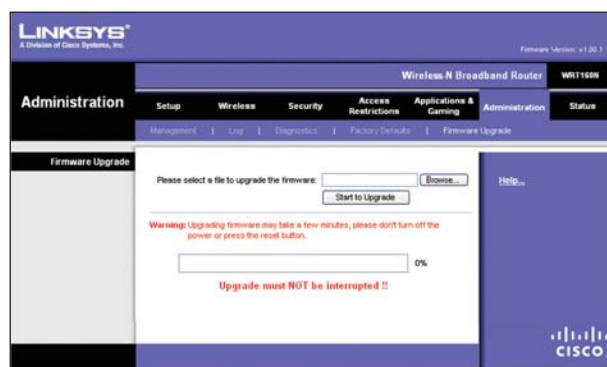 LINKSYS®
A Division of Cisco Systems, Inc.
Firmware Version: v1.00.1
Wireless-N Broadband Router WRT160N
Administration
Setup Wireless Security Access Restrictions Applications & Gaming Administration Status
Management | Log | Diagnostics | Factory Defaults | Firmware Upgrade
Firmware Upgrade
Please select a file to upgrade the firmware: Browse...
Start to Upgrade
Help...
Warning: Upgrading firmware may take a few minutes, please don't turn off the
power or press the reset button.
0%
Upgrade must NOT be interrupted !!
CISCO